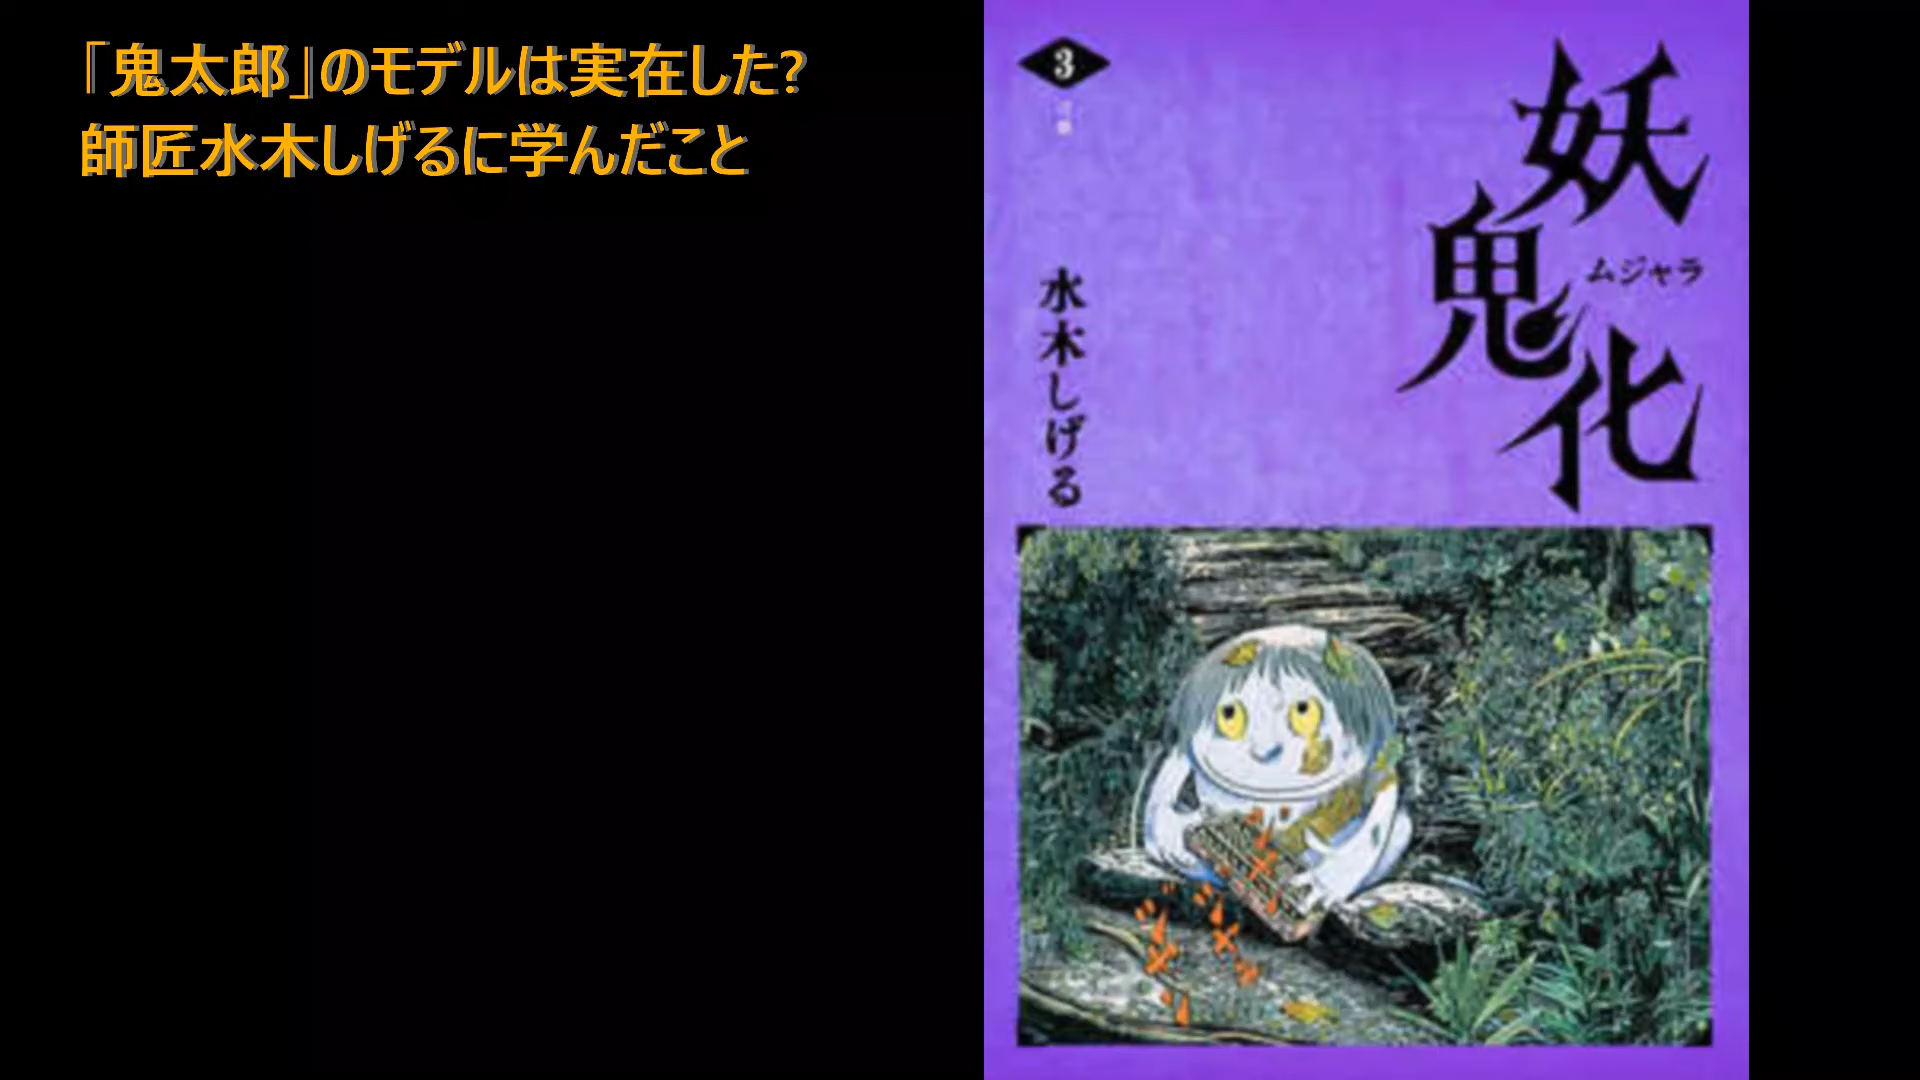 「鬼太郎」のモデルは実在した?
師匠水木しげるに学んだこと
3
妖鬼化
ムジャラ
水木しげる